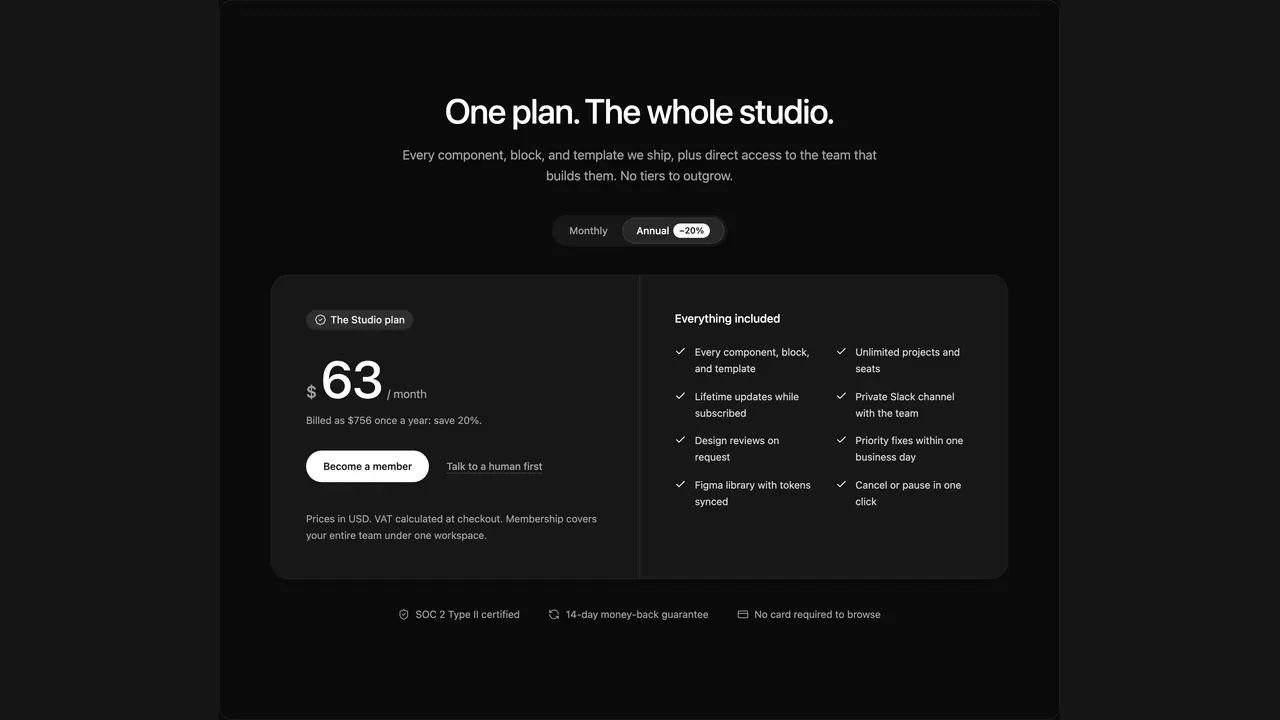 One plan. The whole studio.
Every component, block, and template we ship, plus direct access to the team that
builds them. No tiers to outgrow.
Monthly
Annual −20%
The Studio plan
$ 63 / month
Billed as $756 once a year: save 20%.
Become a member
Talk to a human first
Prices in USD. VAT calculated at checkout. Membership covers
your entire team under one workspace.
Everything included
Every component, block,
and template
Unlimited projects and
seats
Lifetime updates while
subscribed
Private Slack channel
with the team
Design reviews on
request
Priority fixes within one
business day
Figma library with tokens
synced
Cancel or pause in one
click
SOC 2 Type II certified
14-day money-back guarantee
No card required to browse